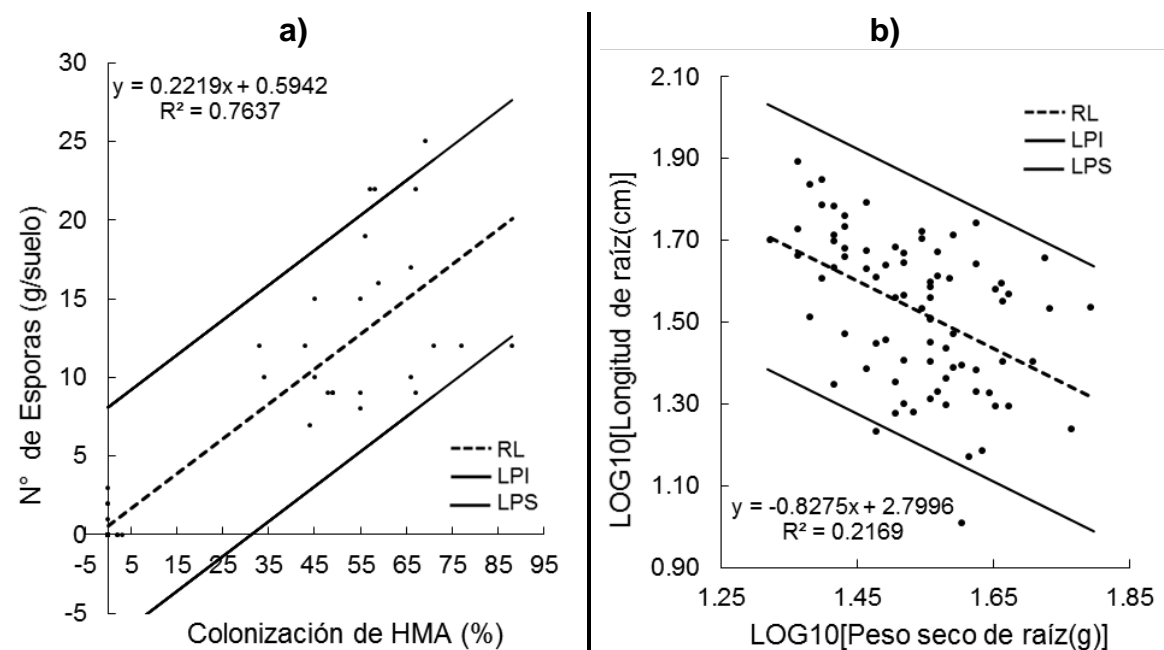 a)
30
25
20
15
10
5
0
-5
-5
5
15
25
35
45
55
65
75
85
95
y = 0.2219x + 0.5942
R² = 0.7637
N° de Esporas (g/suelo)
RL
LPI
LPS
Colonización de HMA (%)
b)
2.10
1.90
1.70
1.50
1.30
1.10
0.90
1.25
1.45
1.65
1.85
LOG10[Longitud de raíz(cm)]
RL
LPI
LPS
y = -0.8275x + 2.7996
R² = 0.2169
LOG10[Peso seco de raíz(g)]